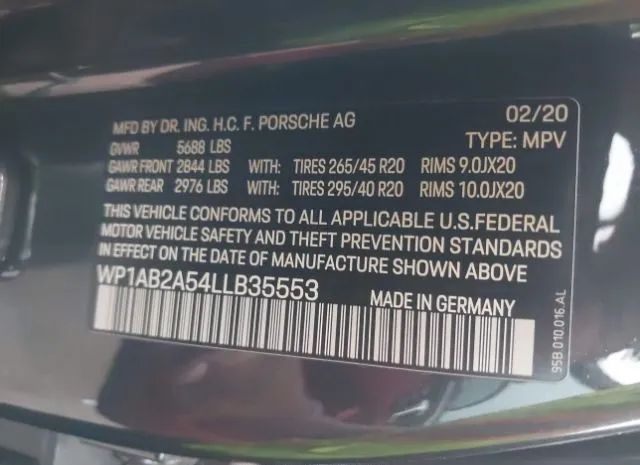 MFD BY DR. ING. H.C. F. PORSCHE AG 02/20
GVWR 5688 LBS TYPE: MPV
GAWR FRONT 2844 LBS WITH: TIRES 265/45 R20 RIMS 9.0JX20
GAWR REAR 2976 LBS WITH: TIRES 295/40 R20 RIMS 10.0JX20
THIS VEHICLE CONFORMS TO ALL APPLICABLE U.S.FEDERAL
MOTOR VEHICLE SAFETY AND THEFT PREVENTION STANDARDS
IN EFFECT ON THE DATE OF MANUFACTURE SHOWN ABOVE
WP1AB2A54LLB35553 MADE IN GERMANY
95B.010.016.AL